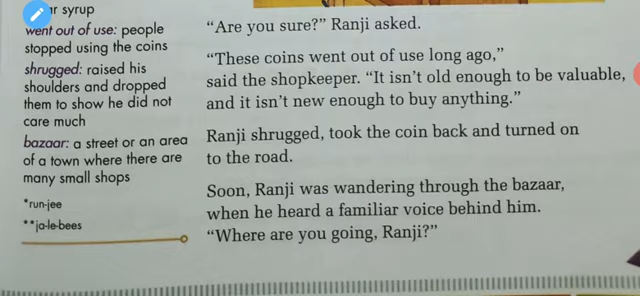 ar syrup
went out of use: people
stopped using the coins
shrugged: raised his
shoulders and dropped
them to show he did not
care much
bazaar: a street or an area
of a town where there are
many small shops
*run-jee
**ja-le-bees
“Are you sure?” Ranji asked.
“These coins went out of use long ago,”
said the shopkeeper. “It isn’t old enough to be valuable,
and it isn’t new enough to buy anything.”
Ranji shrugged, took the coin back and turned on
to the road.
Soon, Ranji was wandering through the bazaar,
when he heard a familiar voice behind him.
“Where are you going, Ranji?”